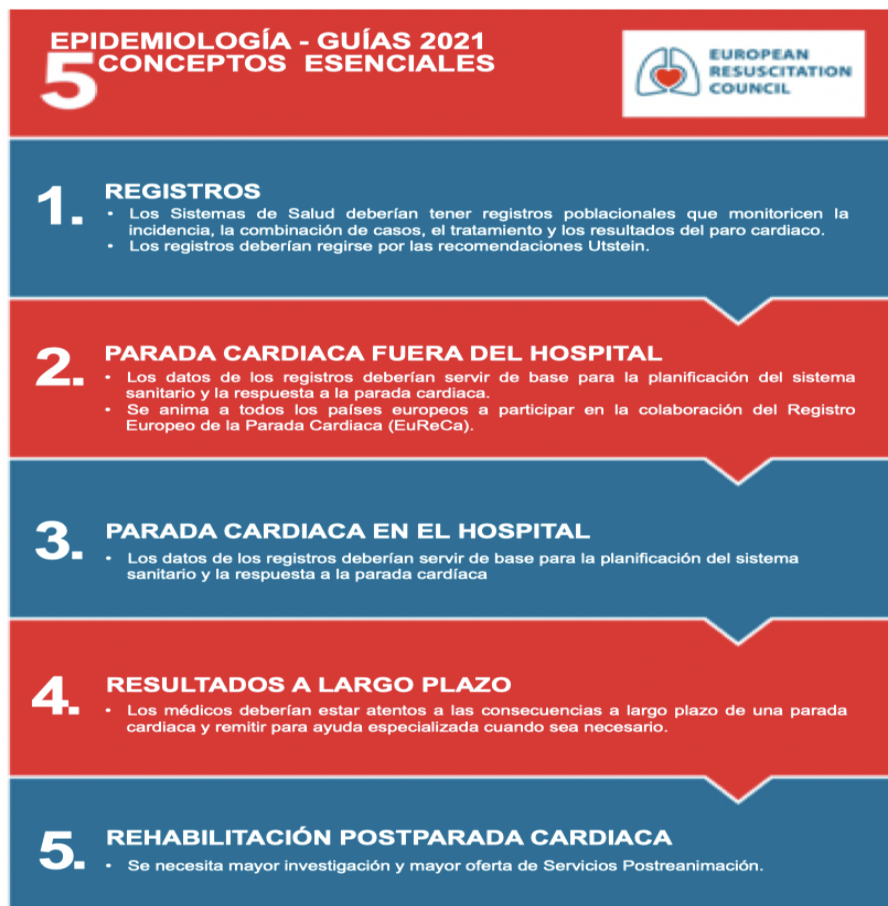 EPIDEMIOLOGÍA - GUÍAS 2021
5 CONCEPTOS ESENCIALES
EUROPEAN
RESUSCITATION
COUNCIL
1. REGISTROS
• Los Sistemas de Salud deberían tener registros poblacionales que monitoricen la
incidencia, la combinación de casos, el tratamiento y los resultados del paro cardiaco.
• Los registros deberían regirse por las recomendaciones Utstein.
2. PARADA CARDIACA FUERA DEL HOSPITAL
• Los datos de los registros deberían servir de base para la planificación del sistema
sanitario y la respuesta a la parada cardiaca.
• Se anima a todos los países europeos a participar en la colaboración del Registro
Europeo de la Parada Cardiaca (EuReCa).
3. PARADA CARDIACA EN EL HOSPITAL
• Los datos de los registros deberían servir de base para la planificación del sistema
sanitario y la respuesta a la parada cardíaca
4. RESULTADOS A LARGO PLAZO
• Los médicos deberían estar atentos a las consecuencias a largo plazo de una parada
cardiaca y remitir para ayuda especializada cuando sea necesario.
5. REHABILITACIÓN POSTPARADA CARDIACA
• Se necesita mayor investigación y mayor oferta de Servicios Postreanimación.